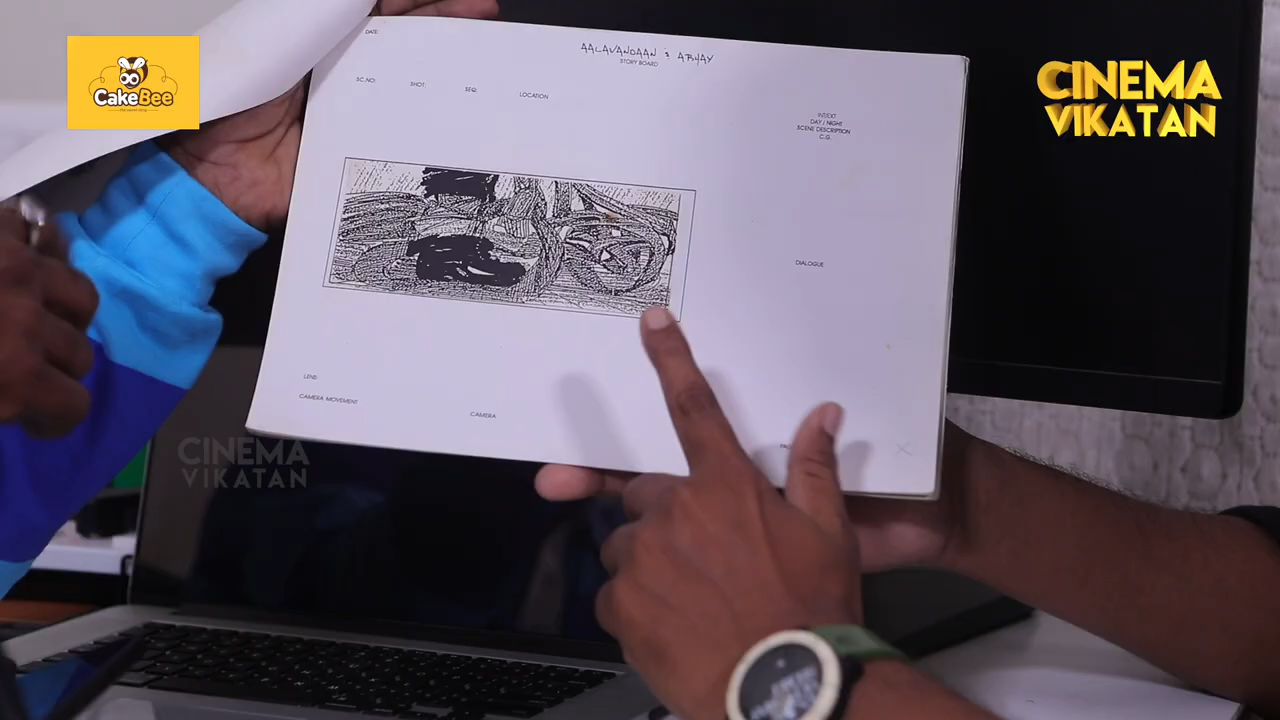 CakeBee
CINEMA
VIKATAN
DATE:
AALAVANDAAN & ABHAY
STORY BOARD
SC.NO:
SHOT:
SEQ:
LOCATION
INT/EXT
DAY / NIGHT
SCENE DESCRIPTION
C.G.
DIALOGUE
LENS:
CAMERA MOVEMENT
CAMERA
CINEMA
VIKATAN